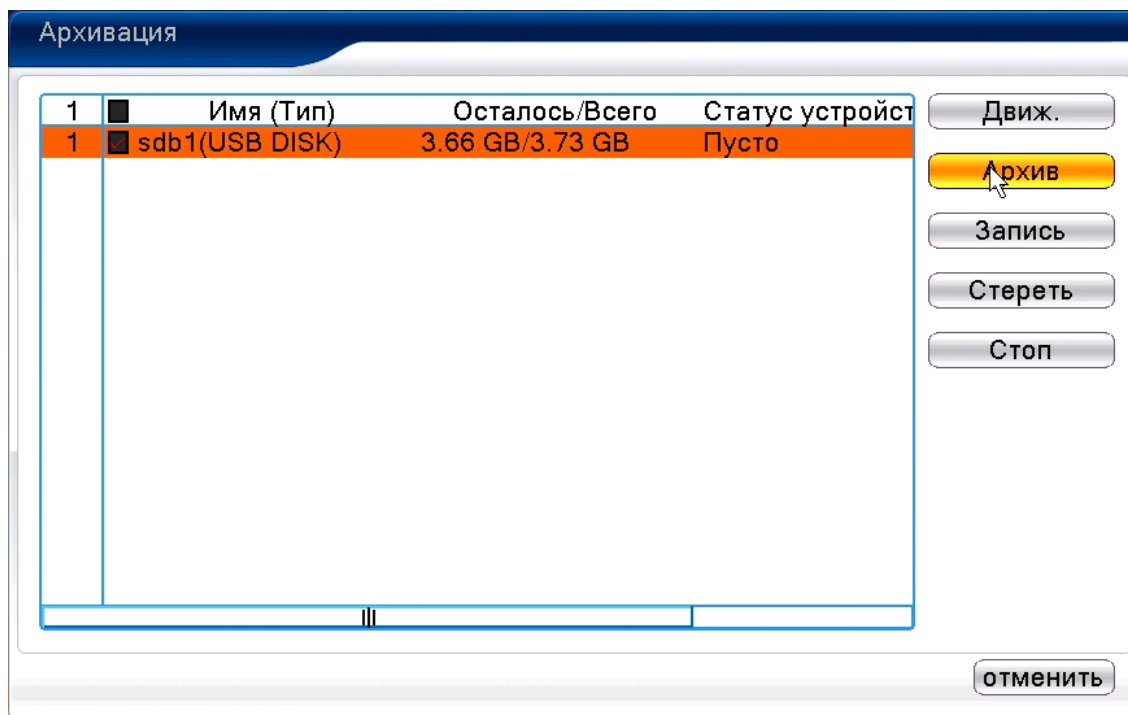 Архивация
1 Имя (Тип) Осталось/Всего Статус устройст
1 sdb1(USB DISK) 3.66 GB/3.73 GB Пусто
Движ.
Архив
Запись
Стереть
Стоп
отменить